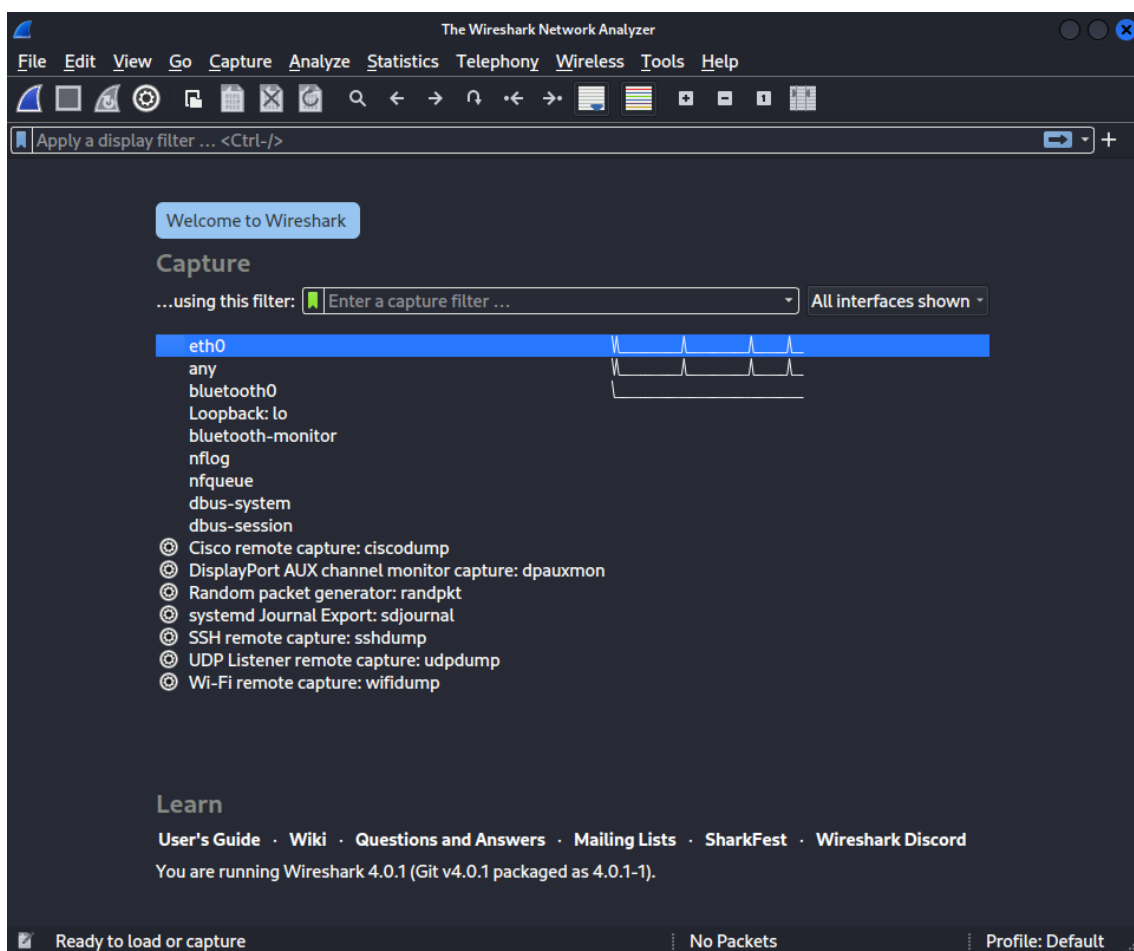 The Wireshark Network Analyzer
File Edit View Go Capture Analyze Statistics Telephony Wireless Tools Help
Apply a display filter ... <Ctrl-/>
Welcome to Wireshark
Capture
...using this filter: Enter a capture filter ... All interfaces shown
eth0
any
bluetooth0
Loopback: lo
bluetooth-monitor
nflog
nfqueue
dbus-system
dbus-session
Cisco remote capture: ciscodump
DisplayPort AUX channel monitor capture: dpauxmon
Random packet generator: randpkt
systemd Journal Export: sdjournal
SSH remote capture: sshdump
UDP Listener remote capture: udpdump
Wi-Fi remote capture: wifidump
Learn
User's Guide · Wiki · Questions and Answers · Mailing Lists · SharkFest · Wireshark Discord
You are running Wireshark 4.0.1 (Git v4.0.1 packaged as 4.0.1-1).
Ready to load or capture No Packets Profile: Default